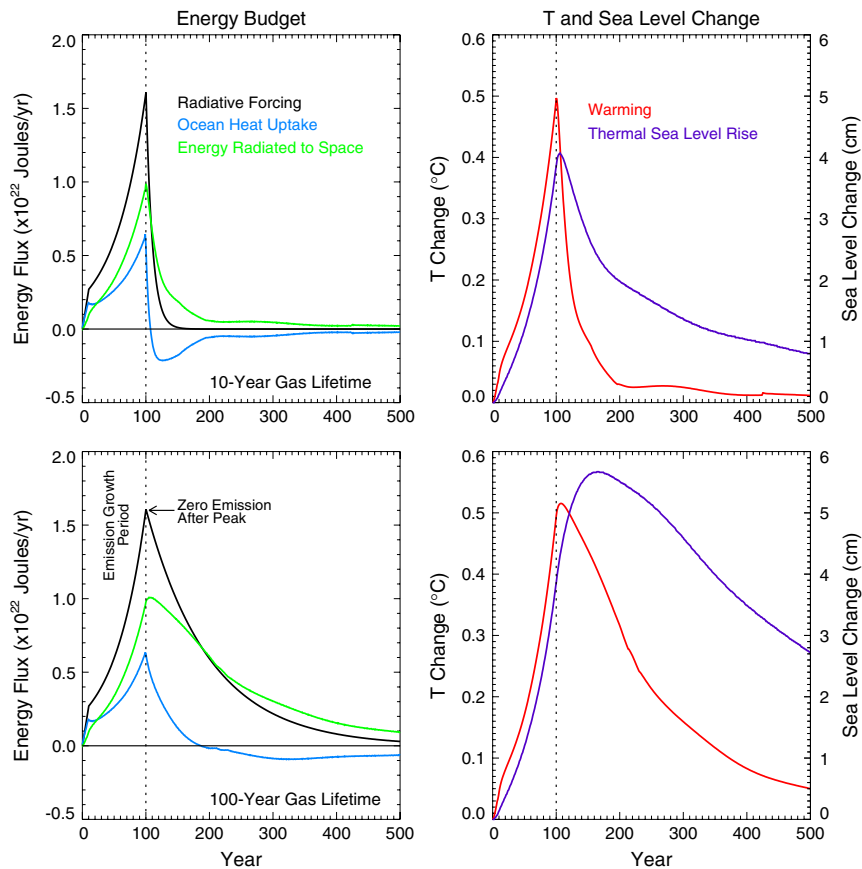 Energy Budget
T and Sea Level Change
2.0
1.5
1.0
0.5
0.0
-0.5
Energy Flux (x10²² Joules/yr)
Radiative Forcing
Ocean Heat Uptake
Energy Radiated to Space
10-Year Gas Lifetime
0 100 200 300 400 500
0.6
0.5
0.4
0.3
0.2
0.1
0.0
T Change (°C)
Warming
Thermal Sea Level Rise
6
5
4
3
2
1
0
Sea Level Change (cm)
0 100 200 300 400 500
2.0
1.5
1.0
0.5
0.0
-0.5
Energy Flux (x10²² Joules/yr)
Emission Growth
Period
Zero Emission
After Peak
100-Year Gas Lifetime
0 100 200 300 400 500
Year
0.6
0.5
0.4
0.3
0.2
0.1
0.0
T Change (°C)
6
5
4
3
2
1
0
Sea Level Change (cm)
0 100 200 300 400 500
Year